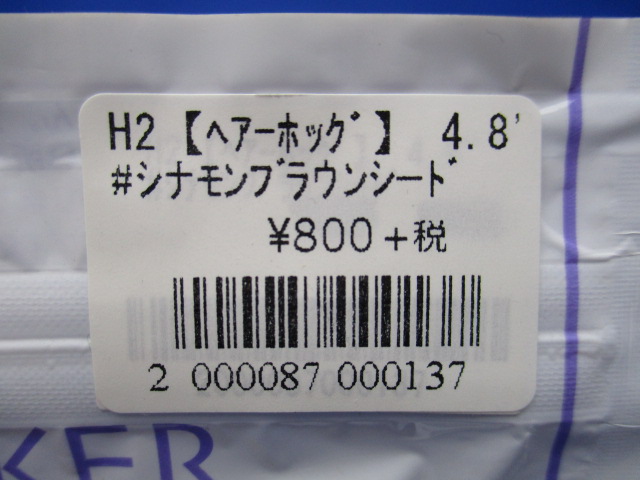 H2 【ﾍｱｰﾎｯｸﾞ】 4.8'
#ｼﾅﾓﾝﾌﾞﾗｳﾝｼｰﾄﾞ
¥800+税
2 000087 000137
KER